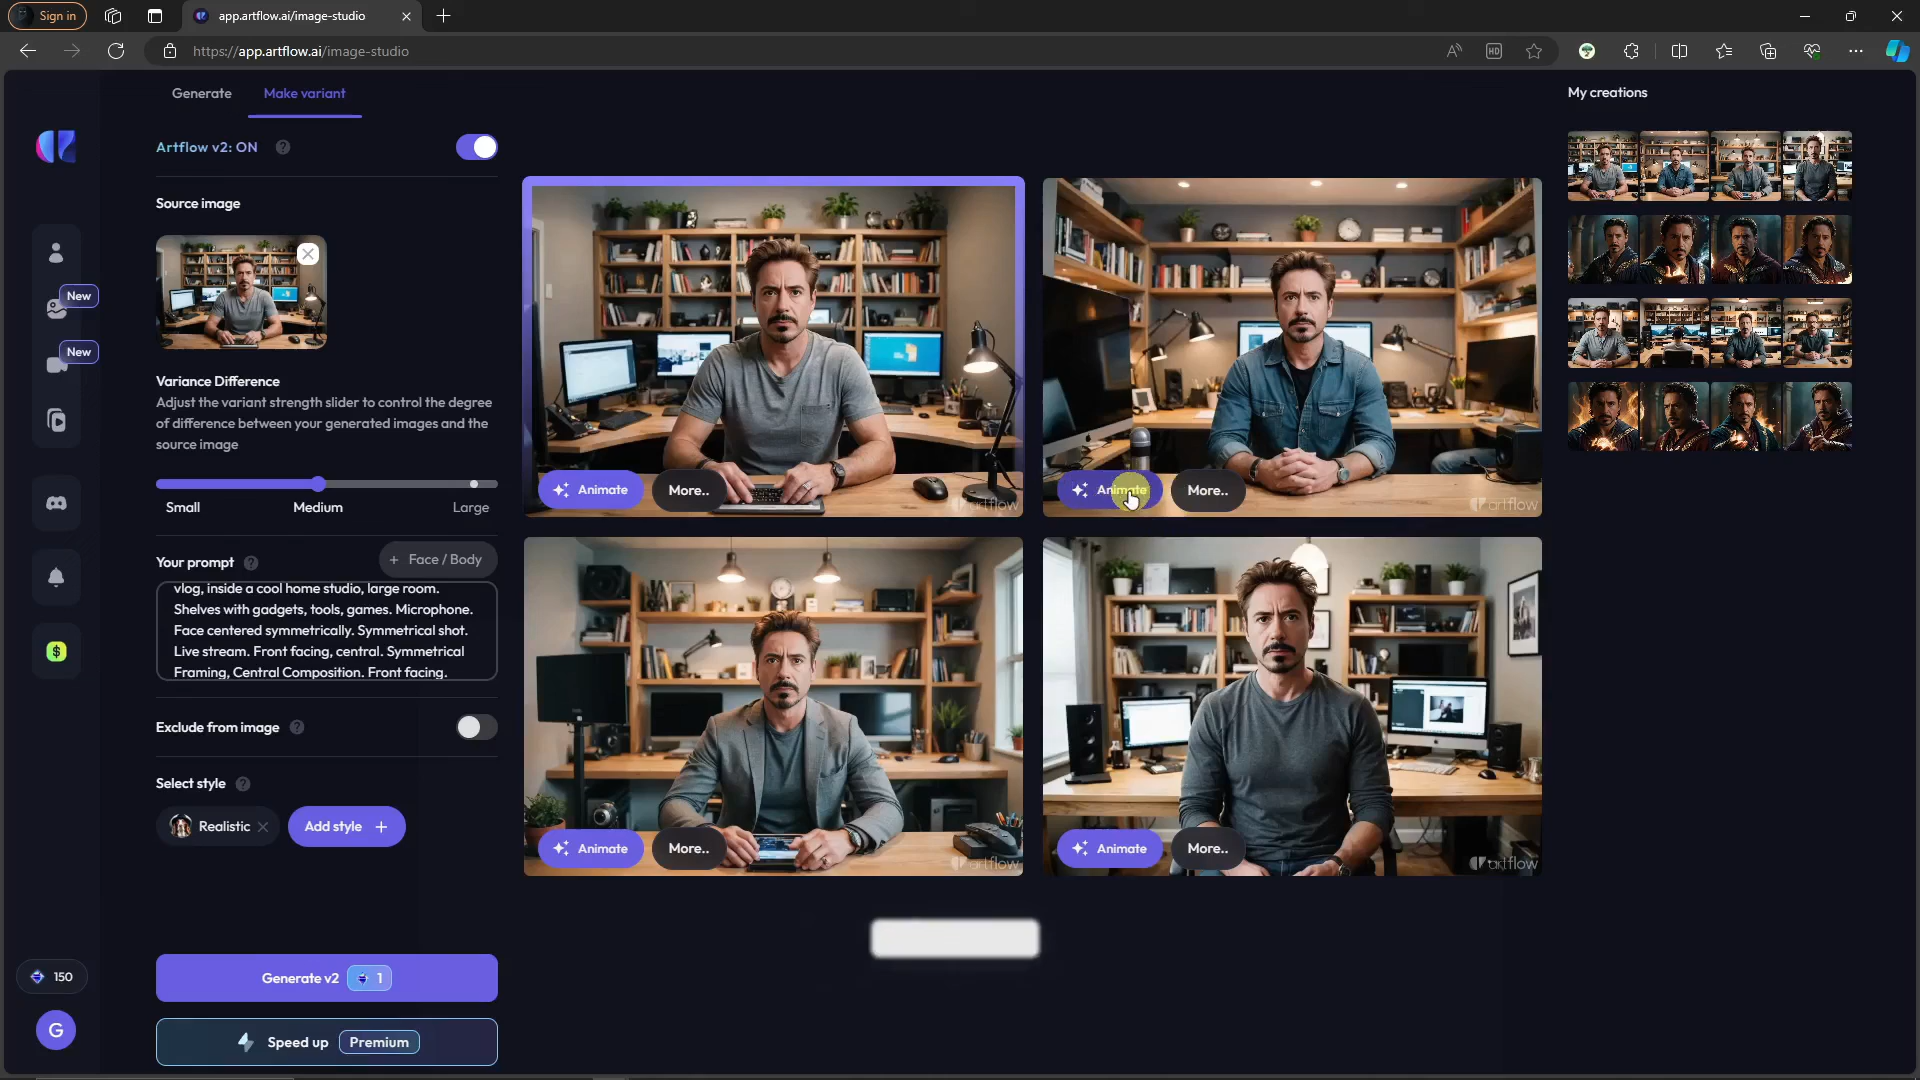 Sign in
app.artflow.ai/image-studio
https://app.artflow.ai/image-studio
HD
Generate
Make variant
My creations
Artflow v2: ON
Source image
New
New
Variance Difference
Adjust the variant strength slider to control the degree
of difference between your generated images and the
source image
Small
Medium
Large
Animate
More..
artflow
Animate
More..
artflow
Your prompt
+ Face / Body
vlog, inside a cool home studio, large room.
Shelves with gadgets, tools, games. Microphone.
Face centered symmetrically. Symmetrical shot.
Live stream. Front facing, central. Symmetrical
Framing, Central Composition. Front facing.
Exclude from image
Select style
Realistic
Add style +
Animate
More..
artflow
Animate
More..
artflow
150
Generate v2
1
G
Speed up
Premium